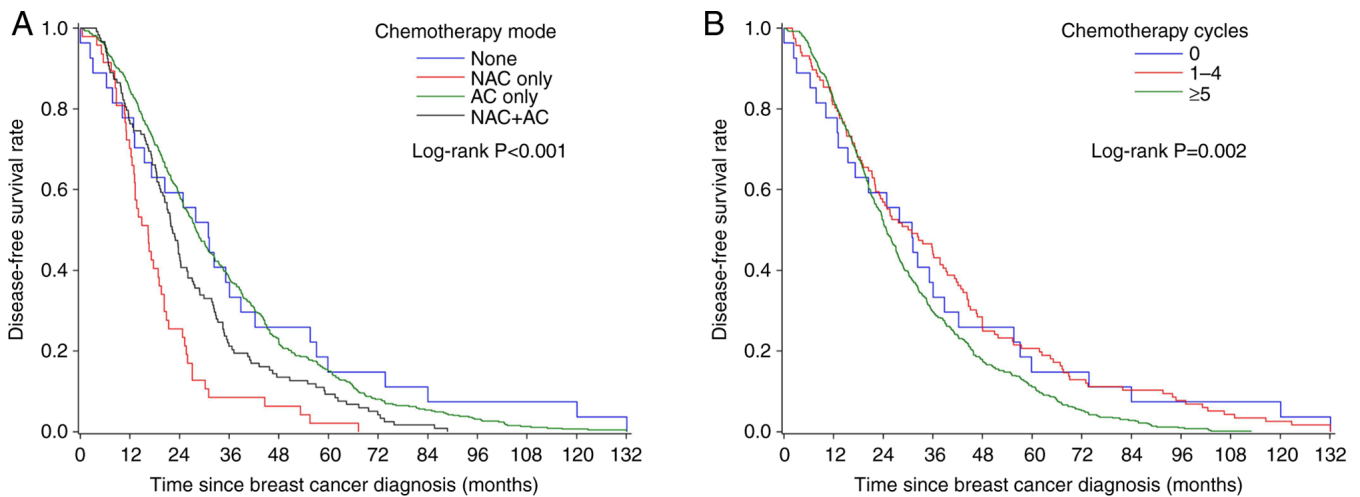 A
Chemotherapy mode
None
NAC only
AC only
NAC+AC
Log-rank P<0.001
Disease-free survival rate
1.0
0.8
0.6
0.4
0.2
0.0
0 12 24 36 48 60 72 84 96 108 120 132
Time since breast cancer diagnosis (months)
B
Chemotherapy cycles
0
1–4
≥5
Log-rank P=0.002
Disease-free survival rate
1.0
0.8
0.6
0.4
0.2
0.0
0 12 24 36 48 60 72 84 96 108 120 132
Time since breast cancer diagnosis (months)